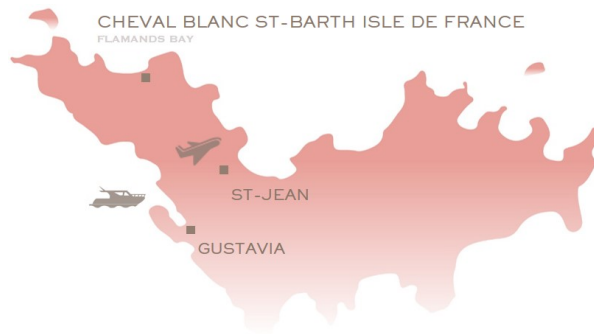 CHEVAL BLANC ST-BARTH ISLE DE FRANCE
FLAMANDS BAY
ST-JEAN
GUSTAVIA